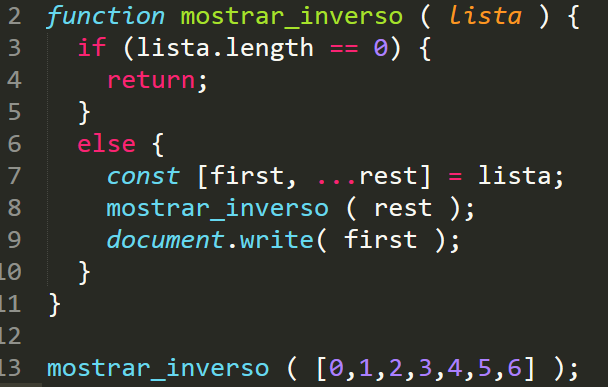 2 function mostrar_inverso ( lista ) {
3 if (lista.length == 0) {
4 return;
5 }
6 else {
7 const [first, ...rest] = lista;
8 mostrar_inverso ( rest );
9 document.write( first );
10 }
11 }
12
13 mostrar_inverso ( [0,1,2,3,4,5,6] );